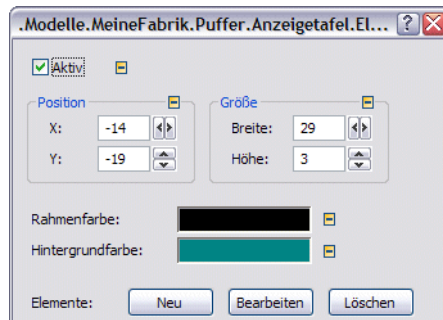 .Modelle.MeineFabrik.Puffer.Anzeigetafel.El... ? X
Aktiv
Position
Größe
X: -14
Breite: 29
Y: -19
Höhe: 3
Rahmenfarbe:
Hintergrundfarbe:
Elemente: Neu Bearbeiten Löschen